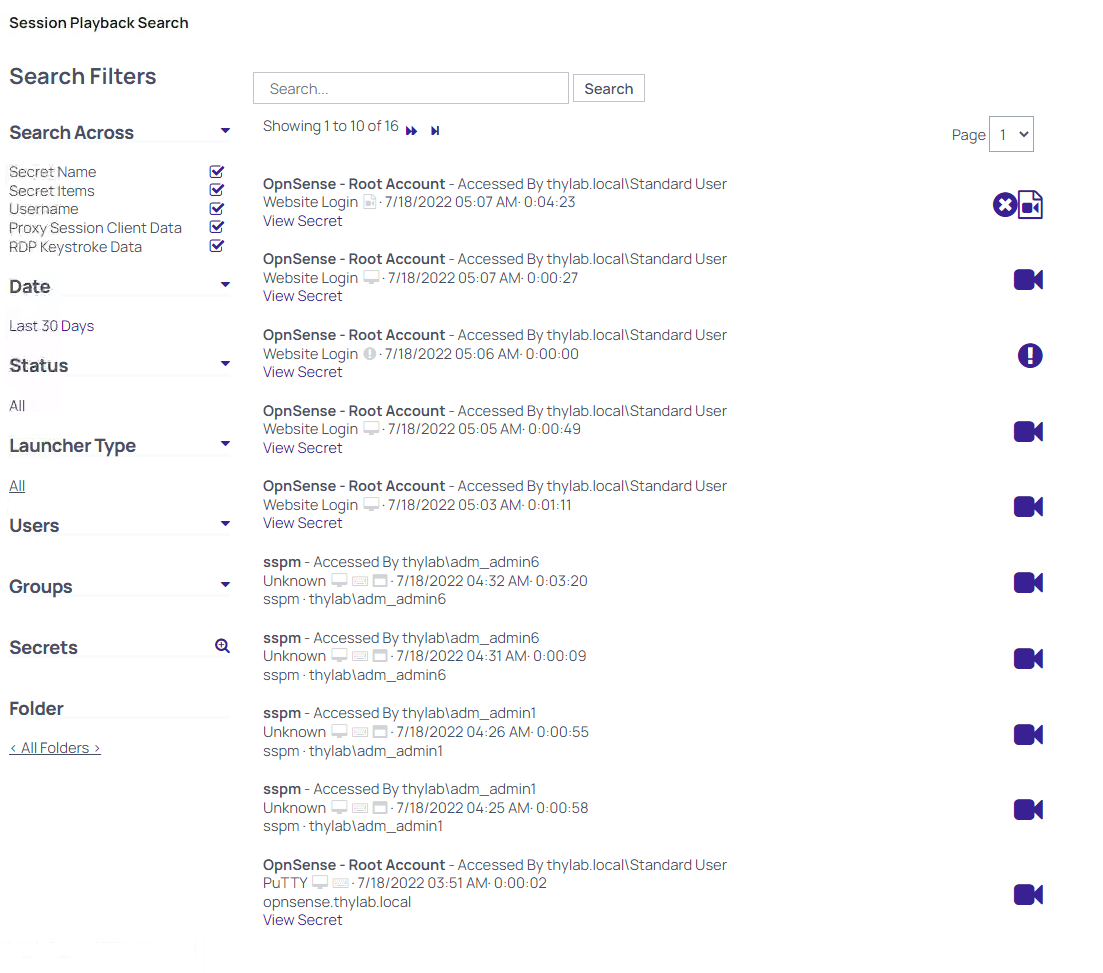 Session Playback Search
Search Filters
Search Across
Secret Name
Secret Items
Username
Proxy Session Client Data
RDP Keystroke Data
Date
Last 30 Days
Status
All
Launcher Type
All
Users
Groups
Secrets
Folder
< All Folders >
Search...
Search
Showing 1 to 10 of 16
Page 1
OpnSense - Root Account - Accessed By thylab.local\Standard User
Website Login · 7/18/2022 05:07 AM· 0:04:23
View Secret
OpnSense - Root Account - Accessed By thylab.local\Standard User
Website Login · 7/18/2022 05:07 AM· 0:00:27
View Secret
OpnSense - Root Account - Accessed By thylab.local\Standard User
Website Login · 7/18/2022 05:06 AM· 0:00:00
View Secret
OpnSense - Root Account - Accessed By thylab.local\Standard User
Website Login · 7/18/2022 05:05 AM· 0:00:49
View Secret
OpnSense - Root Account - Accessed By thylab.local\Standard User
Website Login · 7/18/2022 05:03 AM· 0:01:11
View Secret
sspm - Accessed By thylab\adm_admin6
Unknown · 7/18/2022 04:32 AM· 0:03:20
sspm · thylab\adm_admin6
sspm - Accessed By thylab\adm_admin6
Unknown · 7/18/2022 04:31 AM· 0:00:09
sspm · thylab\adm_admin6
sspm - Accessed By thylab\adm_admin1
Unknown · 7/18/2022 04:26 AM· 0:00:55
sspm · thylab\adm_admin1
sspm - Accessed By thylab\adm_admin1
Unknown · 7/18/2022 04:25 AM· 0:00:58
sspm · thylab\adm_admin1
OpnSense - Root Account - Accessed By thylab.local\Standard User
PuTTY · 7/18/2022 03:51 AM· 0:00:02
opnsense.thylab.local
View Secret